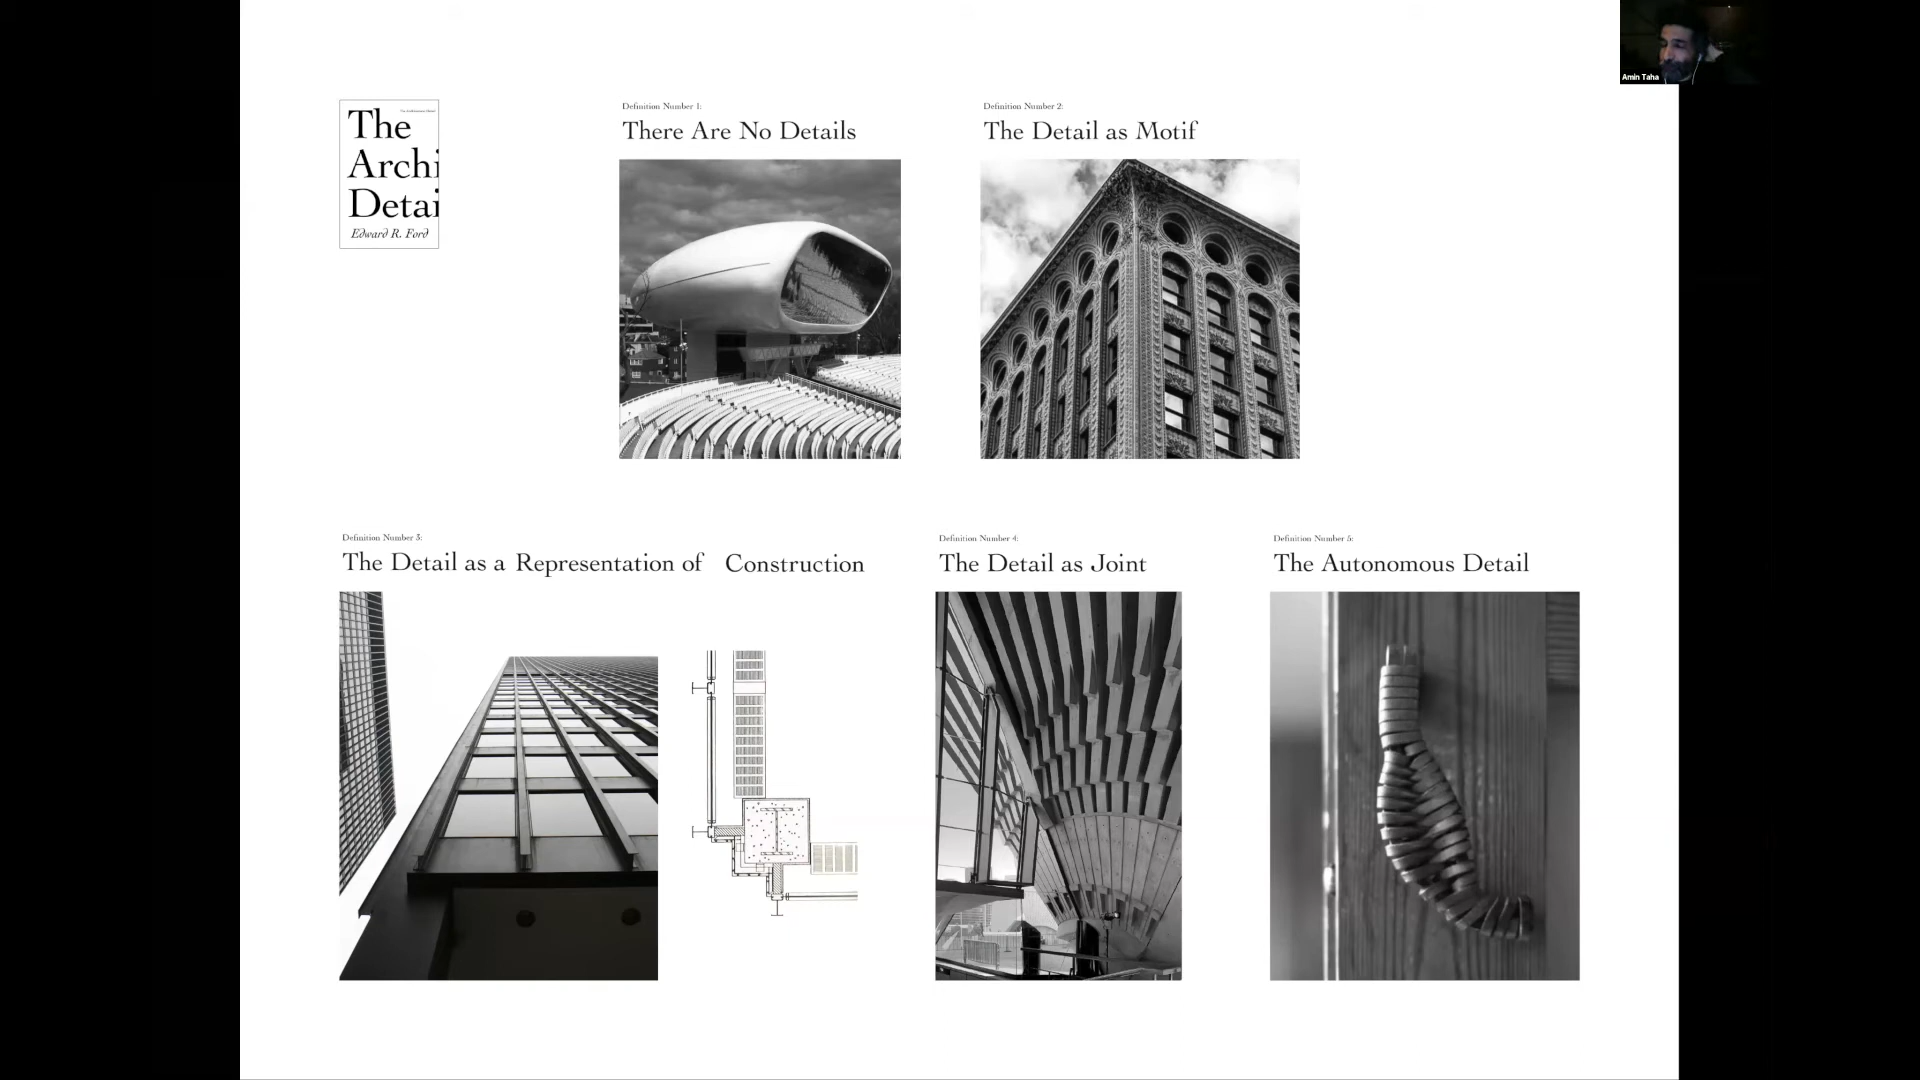 Amin Taha
The
Archi
Detai
Edward R. Ford
Definition Number 1:
There Are No Details
Definition Number 2:
The Detail as Motif
Definition Number 3:
The Detail as a Representation of Construction
Definition Number 4:
The Detail as Joint
Definition Number 5:
The Autonomous Detail